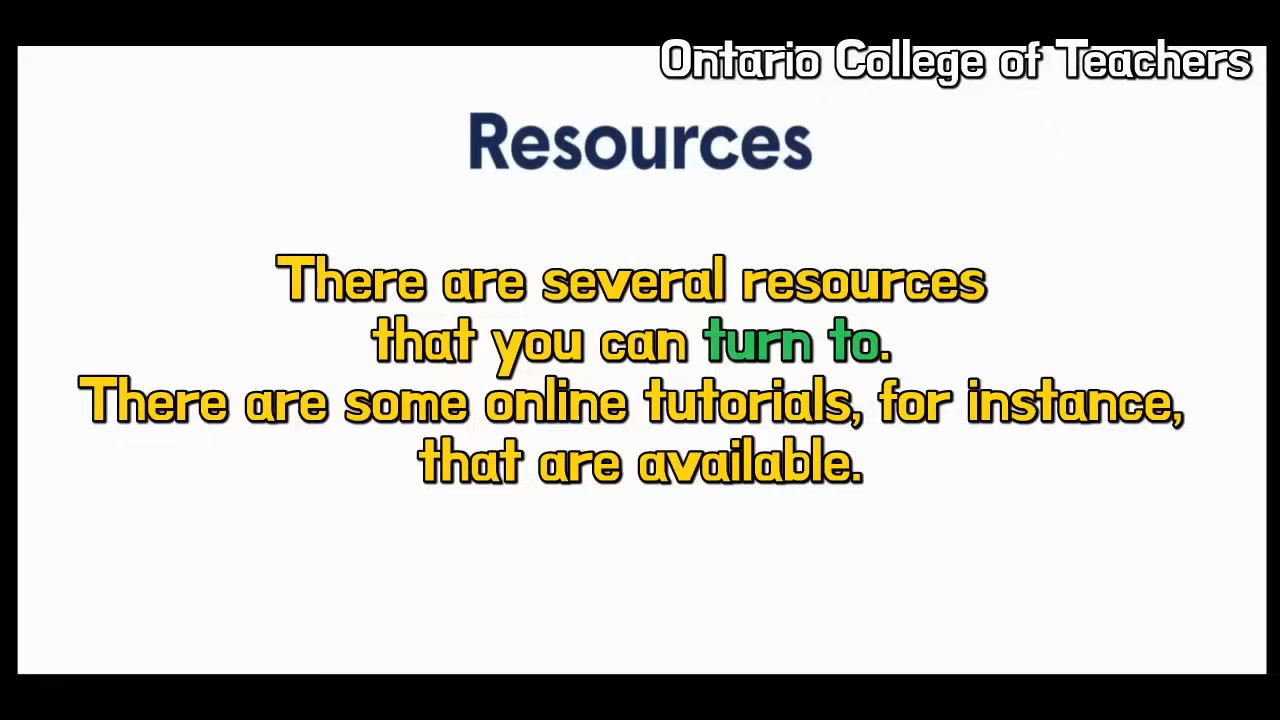 Ontario College of Teachers
Resources
There are several resources
that you can turn to.
There are some online tutorials, for instance,
that are available.